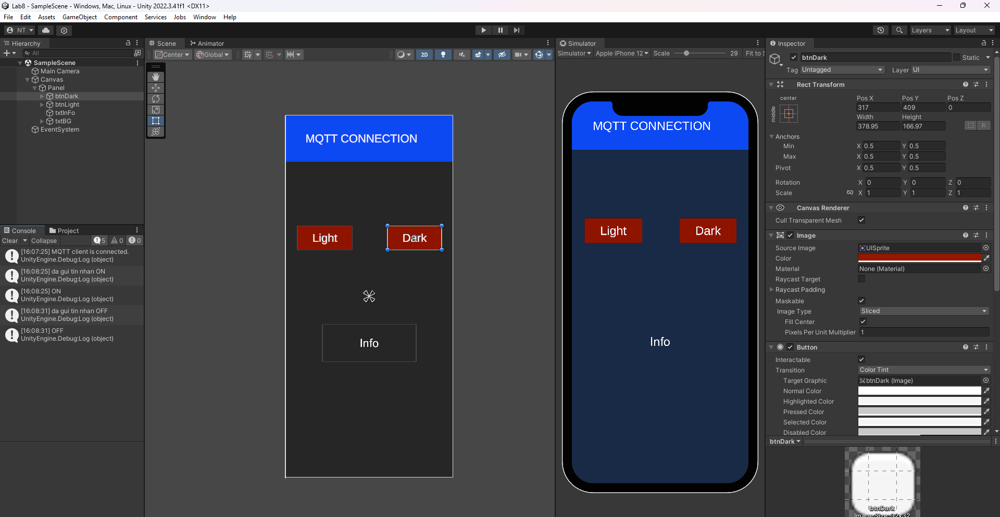 Lab8 - SampleScene - Windows, Mac, Linux - Unity 2022.3.41f1 <DX11>
File Edit Assets GameObject Component Services Jobs Window Help
NT
Layers
Layout
Hierarchy
All
SampleScene
Main Camera
Canvas
Panel
btnDark
btnLight
txtInFo
txtBG
EventSystem
Console
Project
Clear
Collapse
5
0
0
[16:07:25] MQTT client is connected.
UnityEngine.Debug:Log (object)
[16:08:25] da gui tin nhan ON
UnityEngine.Debug:Log (object)
[16:08:25] ON
UnityEngine.Debug:Log (object)
[16:08:31] da gui tin nhan OFF
UnityEngine.Debug:Log (object)
[16:08:31] OFF
UnityEngine.Debug:Log (object)
Scene
Animator
Center
Global
2D
MQTT CONNECTION
Light
Dark
Info
Simulator
Simulator
Apple iPhone 12
Scale
29
Fit to S
MQTT CONNECTION
Light
Dark
Info
Inspector
btnDark
Static
Tag Untagged
Layer UI
Rect Transform
center
middle
Pos X Pos Y Pos Z
317 409 0
Width Height
378.95 166.97
R
Anchors
Min X 0.5 Y 0.5
Max X 0.5 Y 0.5
Pivot X 0.5 Y 0.5
Rotation X 0 Y 0 Z 0
Scale X 1 Y 1 Z 1
Canvas Renderer
Cull Transparent Mesh
Image
Source Image UISprite
Color
Material None (Material)
Raycast Target
Raycast Padding
Maskable
Image Type Sliced
Fill Center
Pixels Per Unit Multiplier 1
Button
Interactable
Transition Color Tint
Target Graphic btnDark (Image)
Normal Color
Highlighted Color
Pressed Color
Selected Color
Disabled Color
btnDark
btnDark
Image Size: 32x32